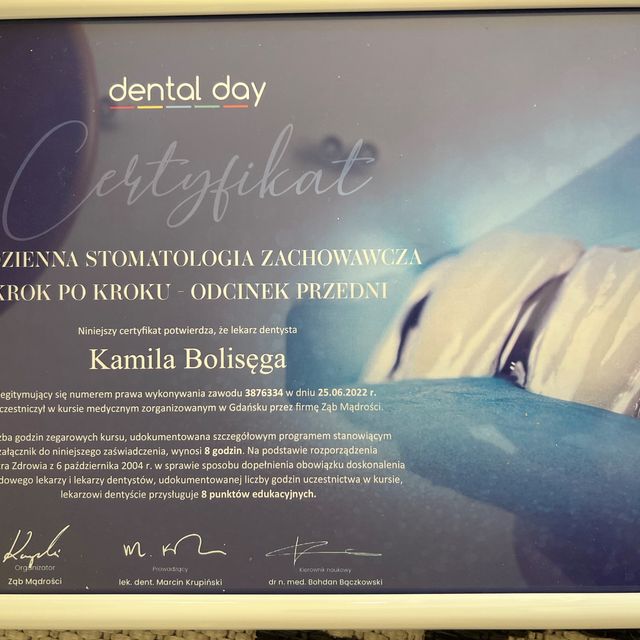 dental day
Certyfikat
ZIENNA STOMATOLOGIA ZACHOWAWCZA
KROK PO KROKU - ODCINEK PRZEDNI
Niniejszy certyfikat potwierdza, że lekarz dentysta
Kamila Bolisęga
legitymujący się numerem prawa wykonywania zawodu 3876334 w dniu 25.06.2022 r.
czestniczył w kursie medycznym zorganizowanym w Gdańsku przez firmę Ząb Mądrości.
zba godzin zegarowych kursu, udokumentowana szczegółowym programem stanowiącym
załącznik do niniejszego zaświadczenia, wynosi 8 godzin. Na podstawie rozporządzenia
ra Zdrowia z 6 października 2004 r. w sprawie sposobu dopełnienia obowiązku doskonalenia
dowego lekarzy i lekarzy dentystów, udokumentowanej liczby godzin uczestnictwa w kursie,
lekarzowi dentyście przysługuje 8 punktów edukacyjnych.
Organizator
Ząb Mądrości
Prowadzący
lek. dent. Marcin Krupiński
Kierownik naukowy
dr n. med. Bohdan Bączkowski